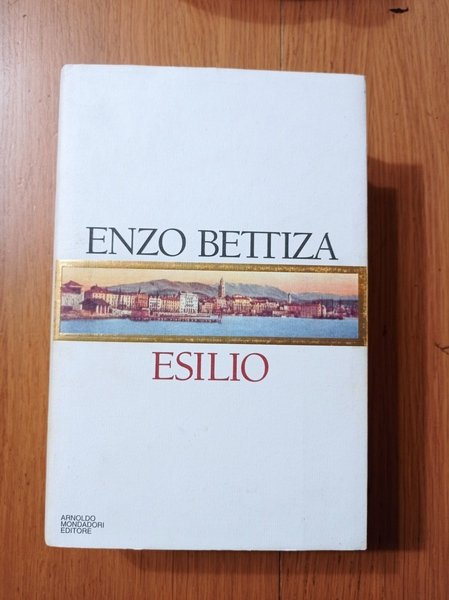 ENZO BETTIZA
ESILIO
ARNOLDO
MONDADORI
EDITORE